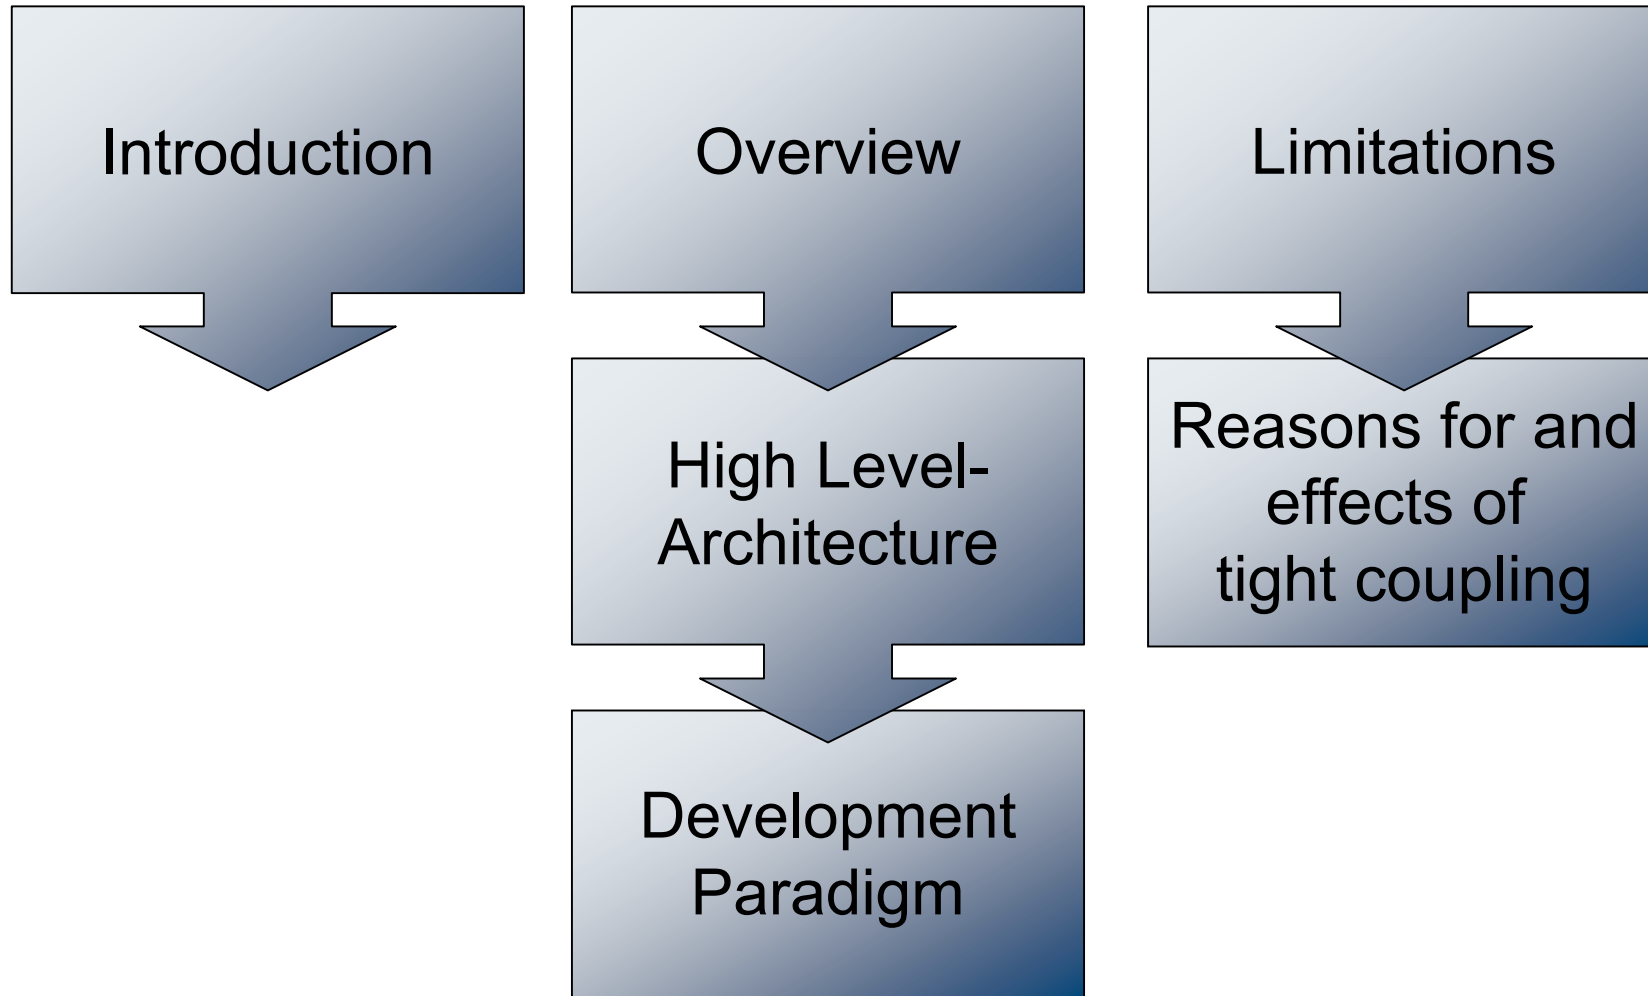 Introduction
Overview
High Level-
Architecture
Development
Paradigm
Limitations
Reasons for and
effects of
tight coupling